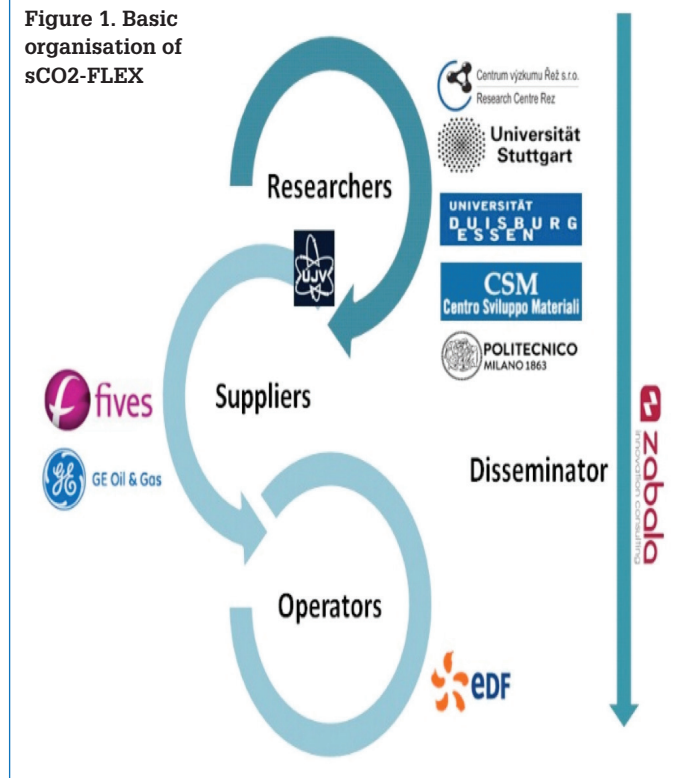 Figure 1. Basic
organisation of
sCO2-FLEX
Centrum výzkumu Řež s.r.o.
Research Centre Rez
Universität
Stuttgart
Researchers
UNIVERSITÄT
DUISBURG
ESSEN
ÚJV
CSM
Centro Sviluppo Materiali
POLITECNICO
MILANO 1863
fives
Suppliers
GE Oil & Gas
Disseminator
zabala
innovation consulting
Operators
eDF